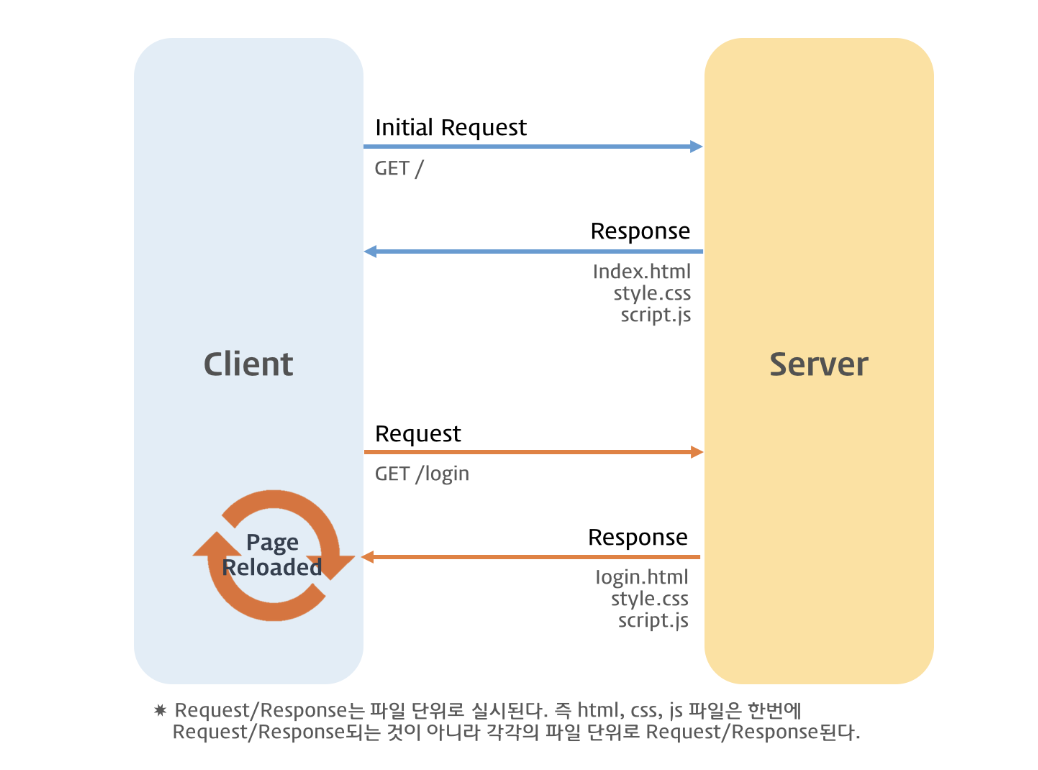 Initial Request
GET /
Response
Index.html
style.css
script.js
Client
Server
Request
GET /login
Page
Reloaded
Response
login.html
style.css
script.js
✷ Request/Response는 파일 단위로 실시된다. 즉 html, css, js 파일은 한번에
Request/Response되는 것이 아니라 각각의 파일 단위로 Request/Response된다.